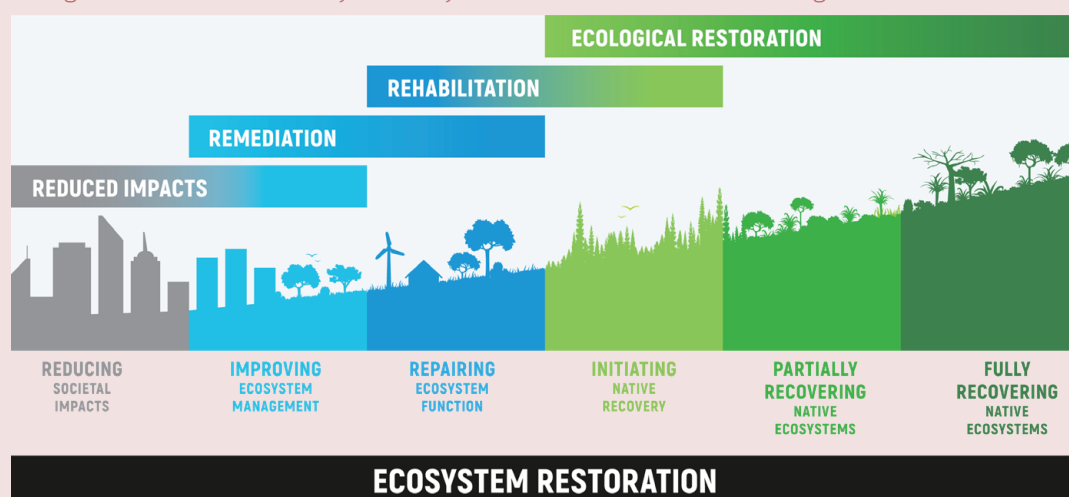 ECOLOGICAL RESTORATION
REHABILITATION
REMEDIATION
REDUCED IMPACTS
REDUCING
SOCIETAL
IMPACTS
IMPROVING
ECOSYSTEM
MANAGEMENT
REPAIRING
ECOSYSTEM
FUNCTION
INITIATING
NATIVE
RECOVERY
PARTIALLY
RECOVERING
NATIVE
ECOSYSTEMS
FULLY
RECOVERING
NATIVE
ECOSYSTEMS
ECOSYSTEM RESTORATION